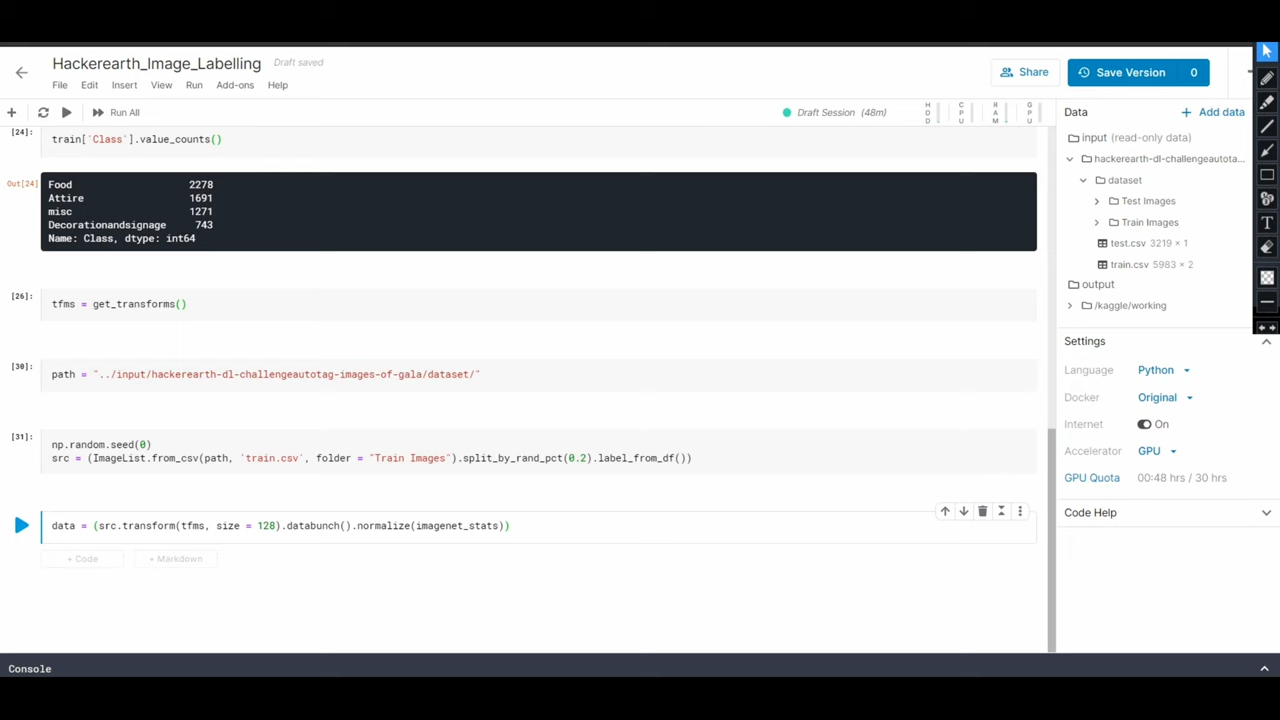 Hackerearth_Image_Labelling
Draft saved
File Edit Insert View Run Add-ons Help
Share
Save Version 0
Run All
Draft Session (48m)
HDD CPU RAM GPU
[24]:
train[`Class`].value_counts()
Out[24]
Food 2278
Attire 1691
misc 1271
Decorationandsignage 743
Name: Class, dtype: int64
[26]:
tfms = get_transforms()
[30]:
path = "../input/hackerearth-dl-challengeautotag-images-of-gala/dataset/"
[31]:
np.random.seed(0)
src = (ImageList.from_csv(path, `train.csv`, folder = "Train Images").split_by_rand_pct(0.2).label_from_df())
data = (src.transform(tfms, size = 128).databunch().normalize(imagenet_stats))
+ Code + Markdown
Console
Data
+ Add data
input (read-only data)
hackerearth-dl-challengeautota...
dataset
Test Images
Train Images
test.csv 3219 × 1
train.csv 5983 × 2
output
/kaggle/working
Settings
Language Python
Docker Original
Internet On
Accelerator GPU
GPU Quota 00:48 hrs / 30 hrs
Code Help
T